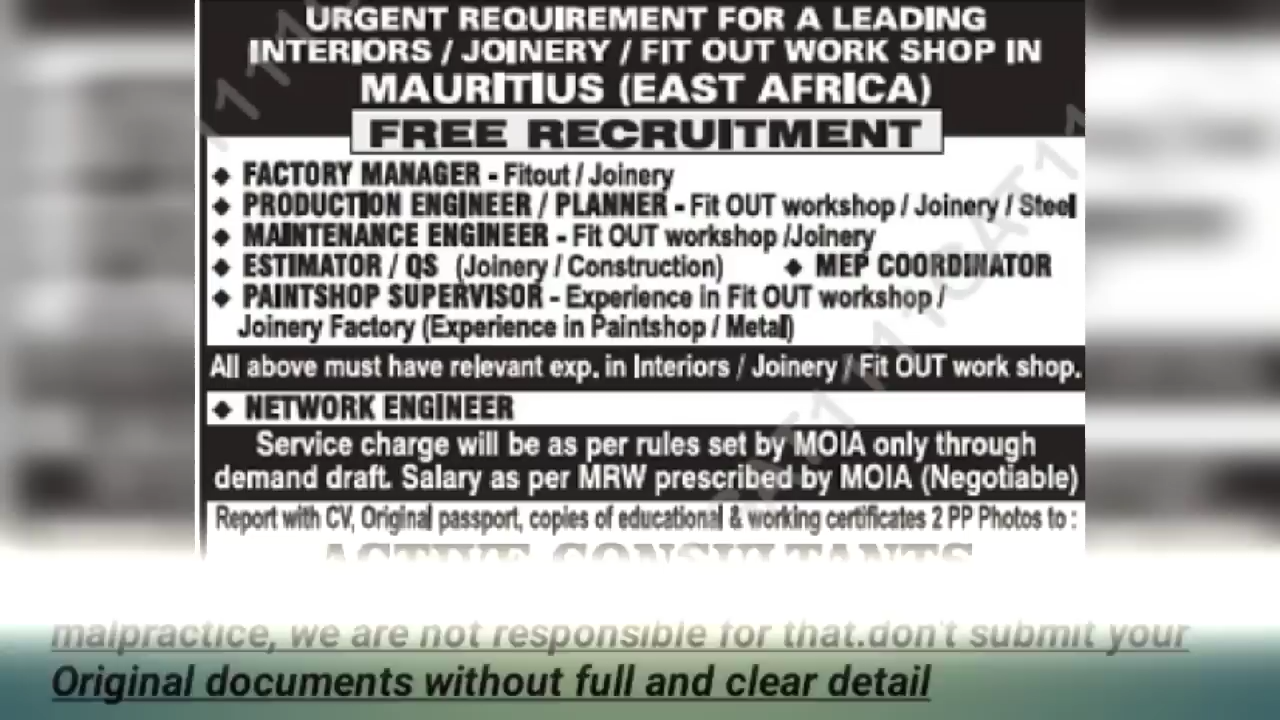 URGENT REQUIREMENT FOR A LEADING
INTERIORS / JOINERY / FIT OUT WORK SHOP IN
MAURITIUS (EAST AFRICA)
FREE RECRUITMENT
◆ FACTORY MANAGER - Fitout / Joinery
◆ PRODUCTION ENGINEER / PLANNER - Fit OUT workshop / Joinery / Steel
◆ MAINTENANCE ENGINEER - Fit OUT workshop /Joinery
◆ ESTIMATOR / QS (Joinery / Construction) ◆ MEP COORDINATOR
◆ PAINTSHOP SUPERVISOR - Experience in Fit OUT workshop /
Joinery Factory (Experience in Paintshop / Metal)
All above must have relevant exp. in Interiors / Joinery / Fit OUT work shop.
◆ NETWORK ENGINEER
Service charge will be as per rules set by MOIA only through
demand draft. Salary as per MRW prescribed by MOIA (Negotiable)
Report with CV, Original passport, copies of educational & working certificates 2 PP Photos to :
malpractice, we are not responsible for that.don't submit your
Original documents without full and clear detail